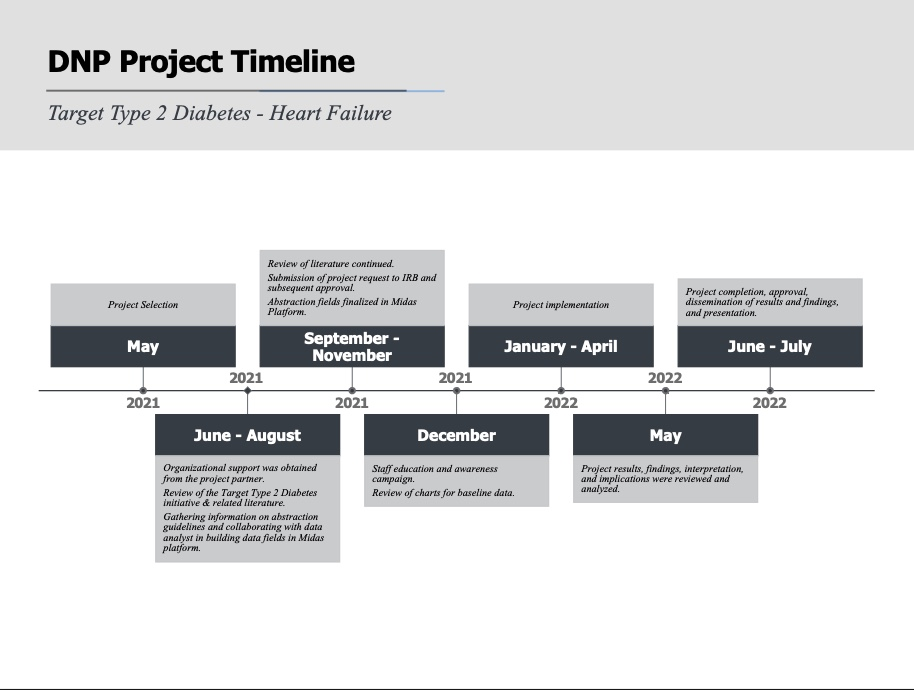 DNP Project Timeline
Target Type 2 Diabetes - Heart Failure
Project Selection
May
2021
Organizational support was obtained
from the project partner.
Review of the Target Type 2 Diabetes
initiative & related literature.
Gathering information on abstraction
guidelines and collaborating with data
analyst in building data fields in Midas
platform.
June - August
2021
Review of literature continued.
Submission of project request to IRB and
subsequent approval.
Abstraction fields finalized in Midas
Platform.
September -
November
2021
December
2021
Staff education and awareness
campaign.
Review of charts for baseline data.
Project implementation
January - April
2022
May
2022
Project results, findings, interpretation,
and implications were reviewed and
analyzed.
Project completion, approval,
dissemination of results and findings,
and presentation.
June - July
2022